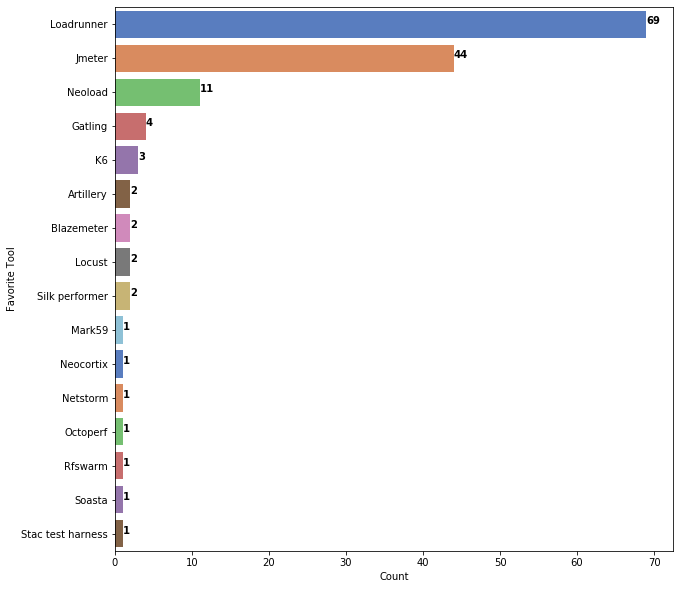 Loadrunner 69
Jmeter 44
Neoload 11
Gatling 4
K6 3
Artillery 2
Blazemeter 2
Locust 2
Silk performer 2
Mark59 1
Neocortix 1
Netstorm 1
Octoperf 1
Rfswarm 1
Soasta 1
Stac test harness 1
Favorite Tool
0 10 20 30 40 50 60 70
Count